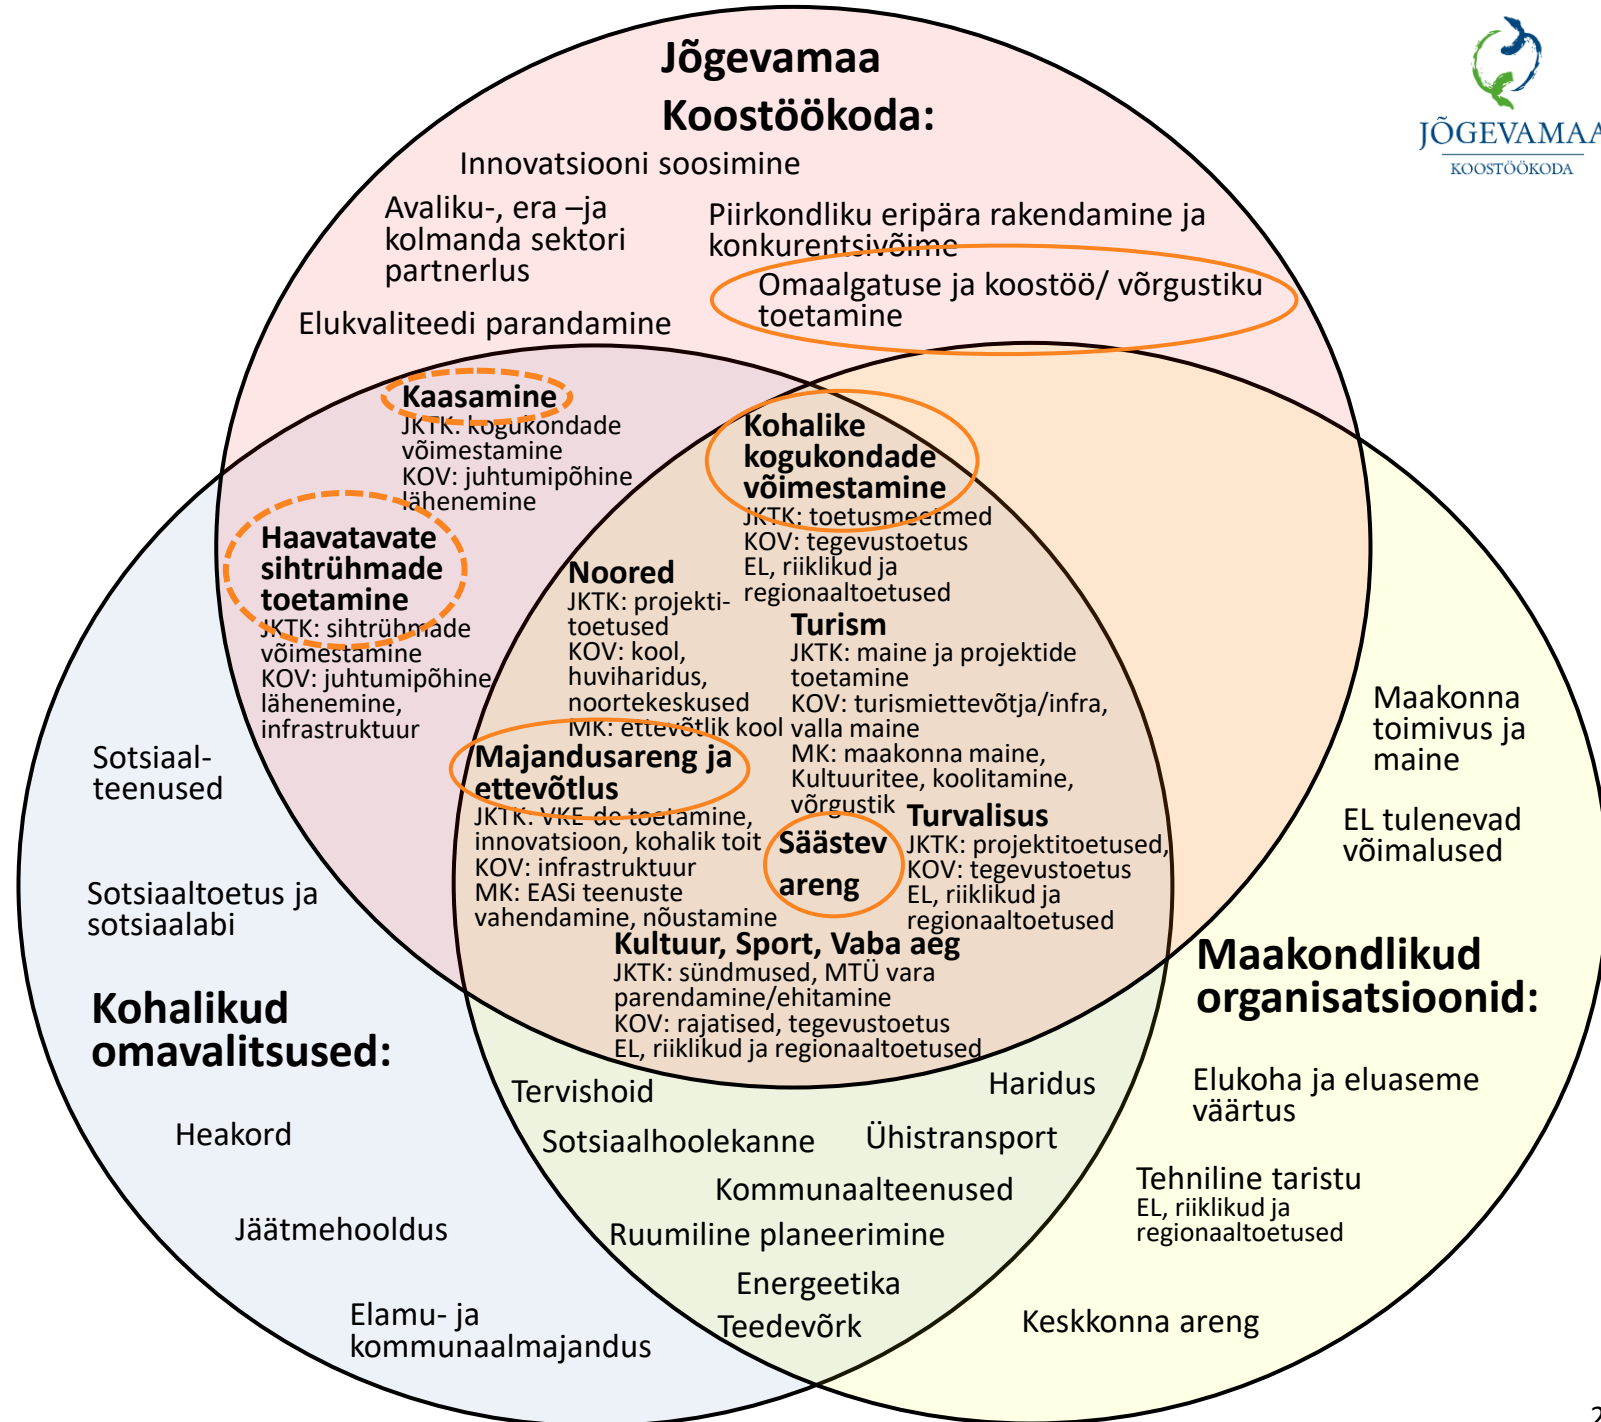 Jõgevamaa
Koostöökoda:
JÕGEVAMAA
KOOSTÖÖKODA
Innovatsiooni soosimine
Avaliku-, era –ja
kolmanda sektori
partnerlus
Piirkondliku eripära rakendamine ja
konkurentsivõime
Omaalgatuse ja koostöö/ võrgustiku
toetamine
Elukvaliteedi parandamine
Kaasamine
JKTK: kogukondade
võimestamine
KOV: juhtumipõhine
lähenemine
Haavatavate
sihtrühmade
toetamine
JKTK: sihtrühmade
võimestamine
KOV: juhtumipõhine
lähenemine,
infrastruktuur
Kohalike
kogukondade
võimestamine
JKTK: toetusmeetmed
KOV: tegevustoetus
EL, riiklikud ja
regionaaltoetused
Noored
JKTK: projekti-
toetused
KOV: kool,
huviharidus,
noortekeskused
MK: ettevõtlik kool
Turism
JKTK: maine ja projektide
toetamine
KOV: turismiettevõtja/infra,
valla maine
MK: maakonna maine,
Kultuuritee, koolitamine,
võrgustik
Majandusareng ja
ettevõtlus
JKTK: VKE-de toetamine,
innovatsioon, kohalik toit
KOV: infrastruktuur
MK: EASi teenuste
vahendamine, nõustamine
Säästev
areng
Turvalisus
JKTK: projektitoetused,
KOV: tegevustoetus
EL, riiklikud ja
regionaaltoetused
Kultuur, Sport, Vaba aeg
JKTK: sündmused, MTÜ vara
parendamine/ehitamine
KOV: rajatised, tegevustoetus
EL, riiklikud ja regionaaltoetused
Sotsiaal-
teenused
Sotsiaaltoetus ja
sotsiaalabi
Kohalikud
omavalitsused:
Heakord
Jäätmehooldus
Elamu- ja
kommunaalmajandus
Tervishoid
Haridus
Sotsiaalhoolekanne
Ühistransport
Kommunaalteenused
Ruumiline planeerimine
Energeetika
Teedevõrk
Maakonna
toimivus ja
maine
EL tulenevad
võimalused
Maakondlikud
organisatsioonid:
Elukoha ja eluaseme
väärtus
Tehniline taristu
EL, riiklikud ja
regionaaltoetused
Keskkonna areng
2